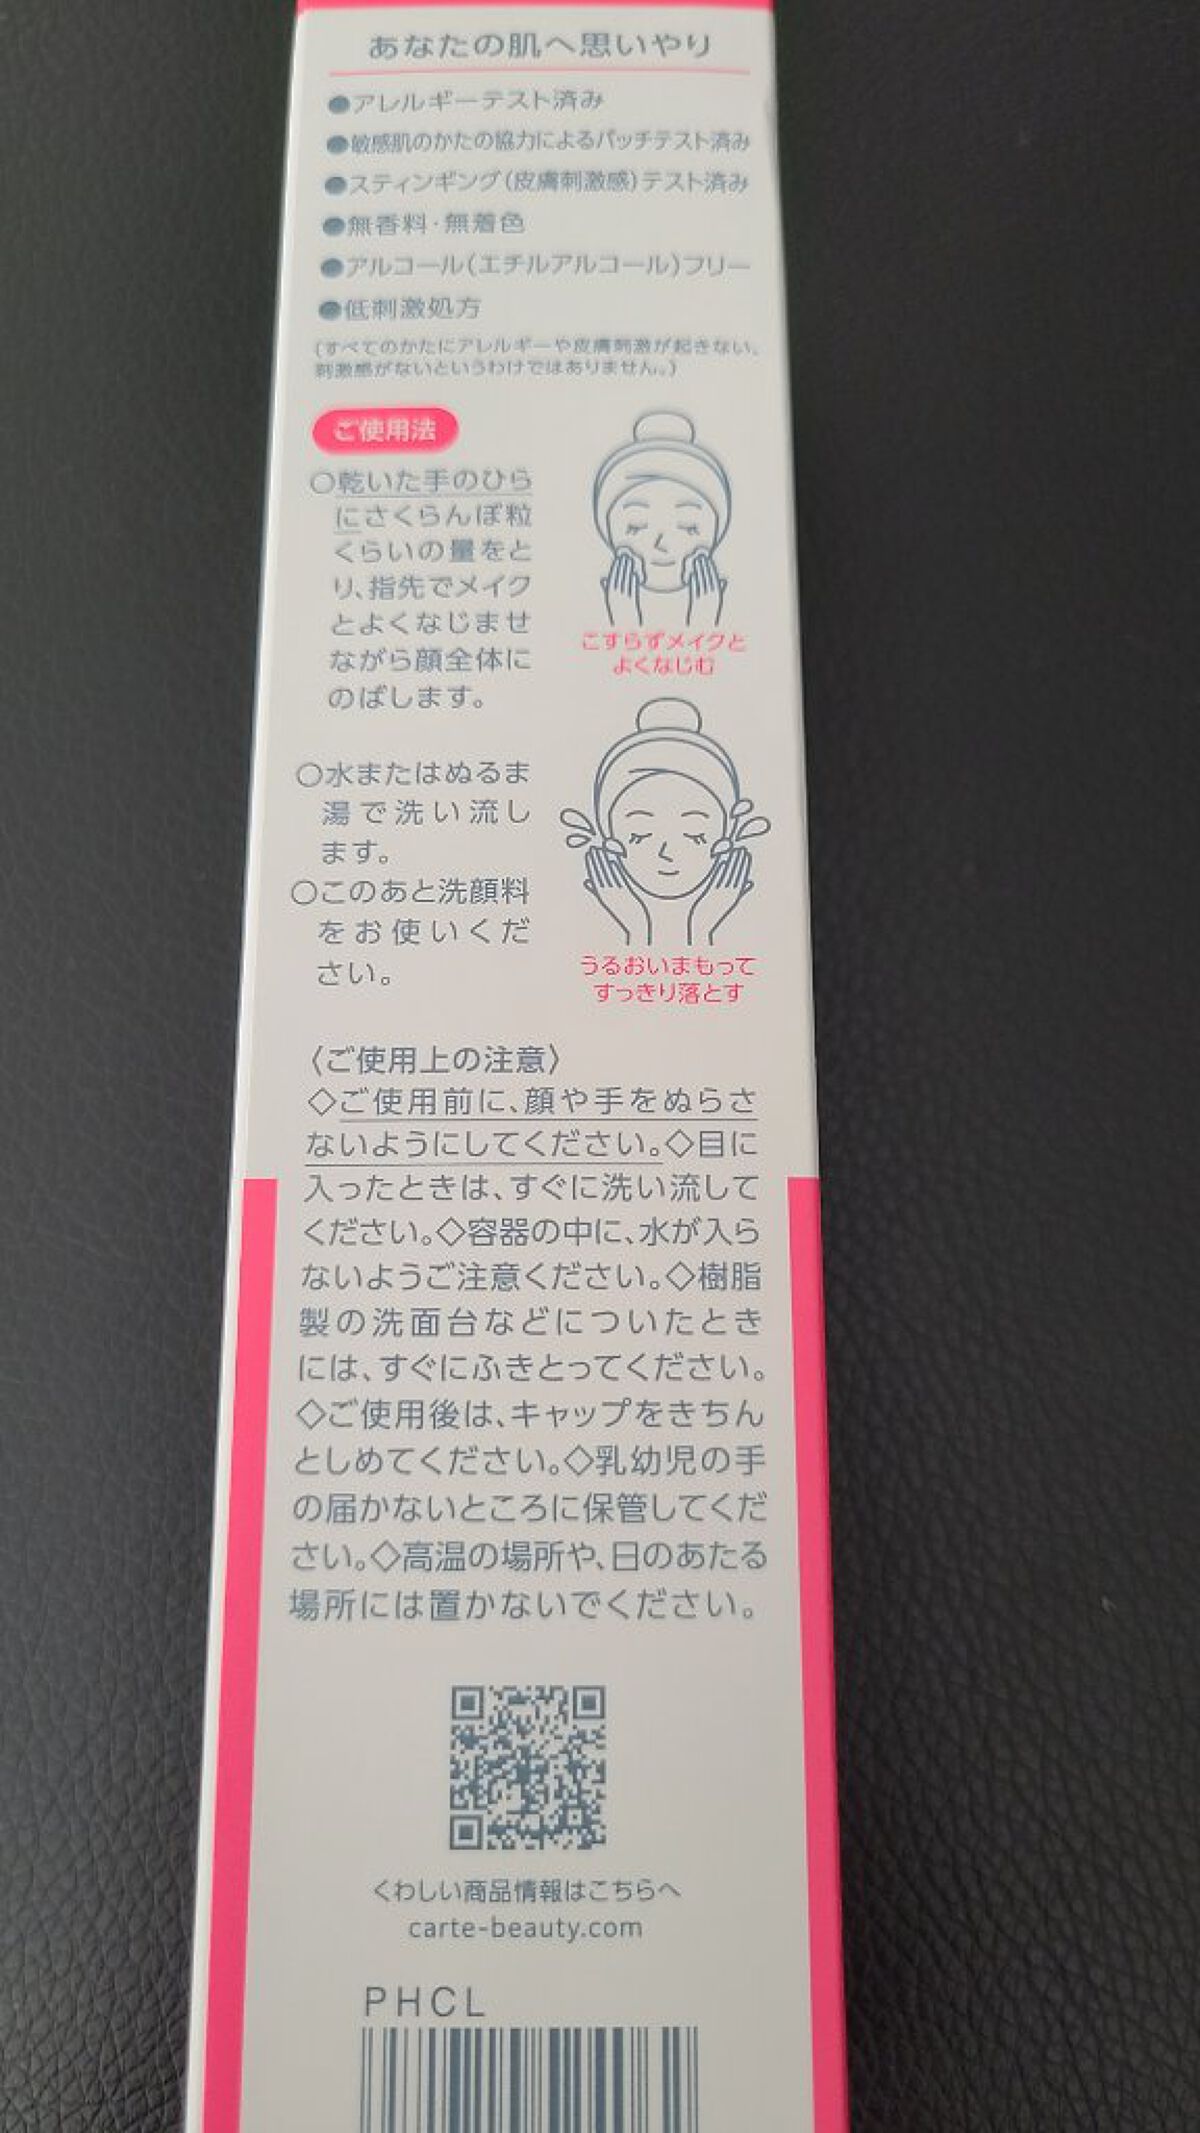 あなたの肌へ思いやり
●アレルギーテスト済み
●敏感肌のかたの協力によるパッチテスト済み
●スティンギング(皮膚刺激感)テスト済み
●無香料・無着色
●アルコール(エチルアルコール)フリー
●低刺激処方
(すべてのかたにアレルギーや皮膚刺激が起きない、
刺激感がないというわけではありません。)
ご使用法
○乾いた手のひら
にさくらんぼ粒
くらいの量をと
り、指先でメイク
とよくなじませ
ながら顔全体に
のばします。
こすらずメイクと
よくなじむ
○水またはぬるま
湯で洗い流し
ます。
○このあと洗顔料
をお使いくだ
さい。
うるおいまもって
すっきり落とす
〈ご使用上の注意〉
◇ご使用前に、顔や手をぬらさ
ないようにしてください。◇目に
入ったときは、すぐに洗い流して
ください。◇容器の中に、水が入ら
ないようご注意ください。◇樹脂
製の洗面台などについたとき
には、すぐにふきとってください。
◇ご使用後は、キャップをきちん
としめてください。◇乳幼児の手
の届かないところに保管してくだ
さい。◇高温の場所や、日のあたる
場所には置かないでください。
くわしい商品情報はこちらへ
carte-beauty.com
PHCL